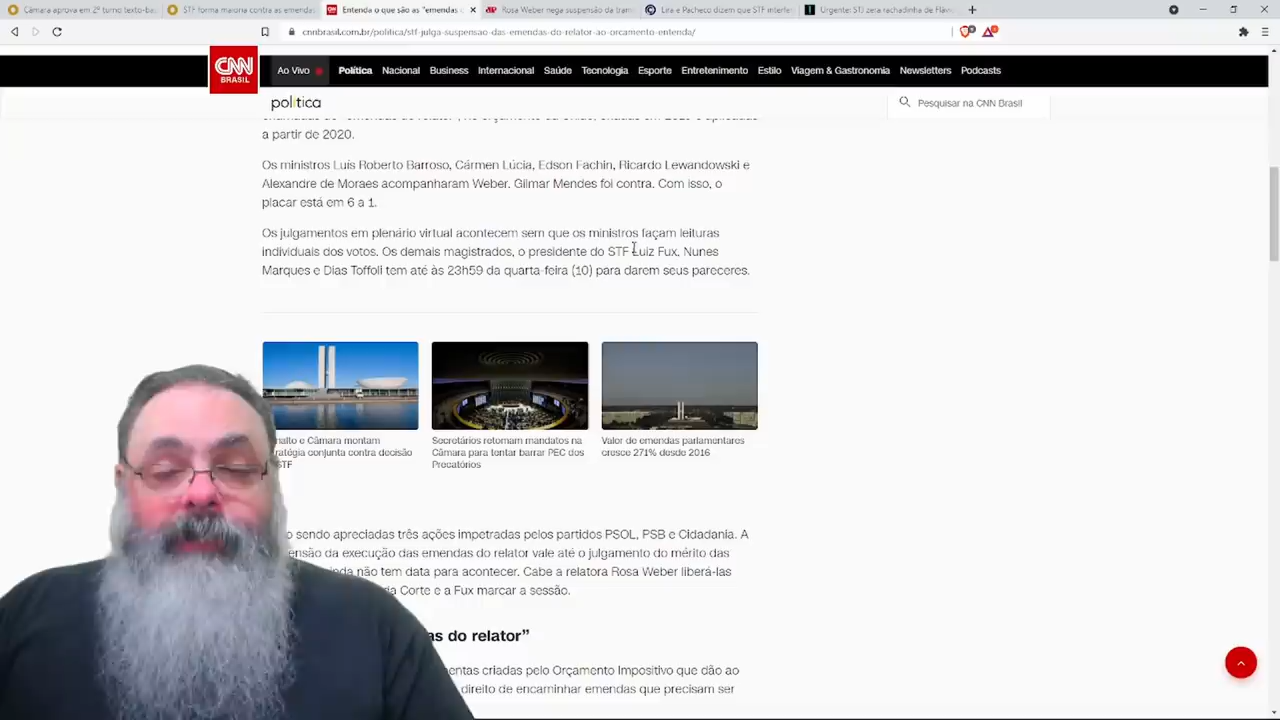 Câmara aprova em 2º turno texto-ba
STF forma maioria contra as emendas
Entenda o que são as "emendas
Rosa Weber nega suspensão da tram
Lira e Pacheco dizem que STF interfer
Urgente: STJ zera rachadinha de Fláv
cnnbrasil.com.br/politica/stf-julga-suspensao-das-emendas-do-relator-ao-orcamento-entenda/
CNN BRASIL
Ao Vivo Política Nacional Business Internacional Saúde Tecnologia Esporte Entretenimento Estilo Viagem & Gastronomia Newsletters Podcasts
política
Pesquisar na CNN Brasil
a partir de 2020.
Os ministros Luís Roberto Barroso, Cármen Lúcia, Edson Fachin, Ricardo Lewandowski e
Alexandre de Moraes acompanharam Weber. Gilmar Mendes foi contra. Com isso, o
placar está em 6 a 1.
Os julgamentos em plenário virtual acontecem sem que os ministros façam leituras
individuais dos votos. Os demais magistrados, o presidente do STF Luiz Fux, Nunes
Marques e Dias Toffoli tem até às 23h59 da quarta-feira (10) para darem seus pareceres.
nalto e Câmara montam
ratégia conjunta contra decisão
STF
Secretários retomam mandatos na
Câmara para tentar barrar PEC dos
Precatórios
Valor de emendas parlamentares
cresce 271% desde 2016
o sendo apreciadas três ações impetradas pelos partidos PSOL, PSB e Cidadania. A
ensão da execução das emendas do relator vale até o julgamento do mérito das
inda não tem data para acontecer. Cabe a relatora Rosa Weber liberá-las
da Corte e a Fux marcar a sessão.
as do relator”
entas criadas pelo Orçamento Impositivo que dão ao
direito de encaminhar emendas que precisam ser